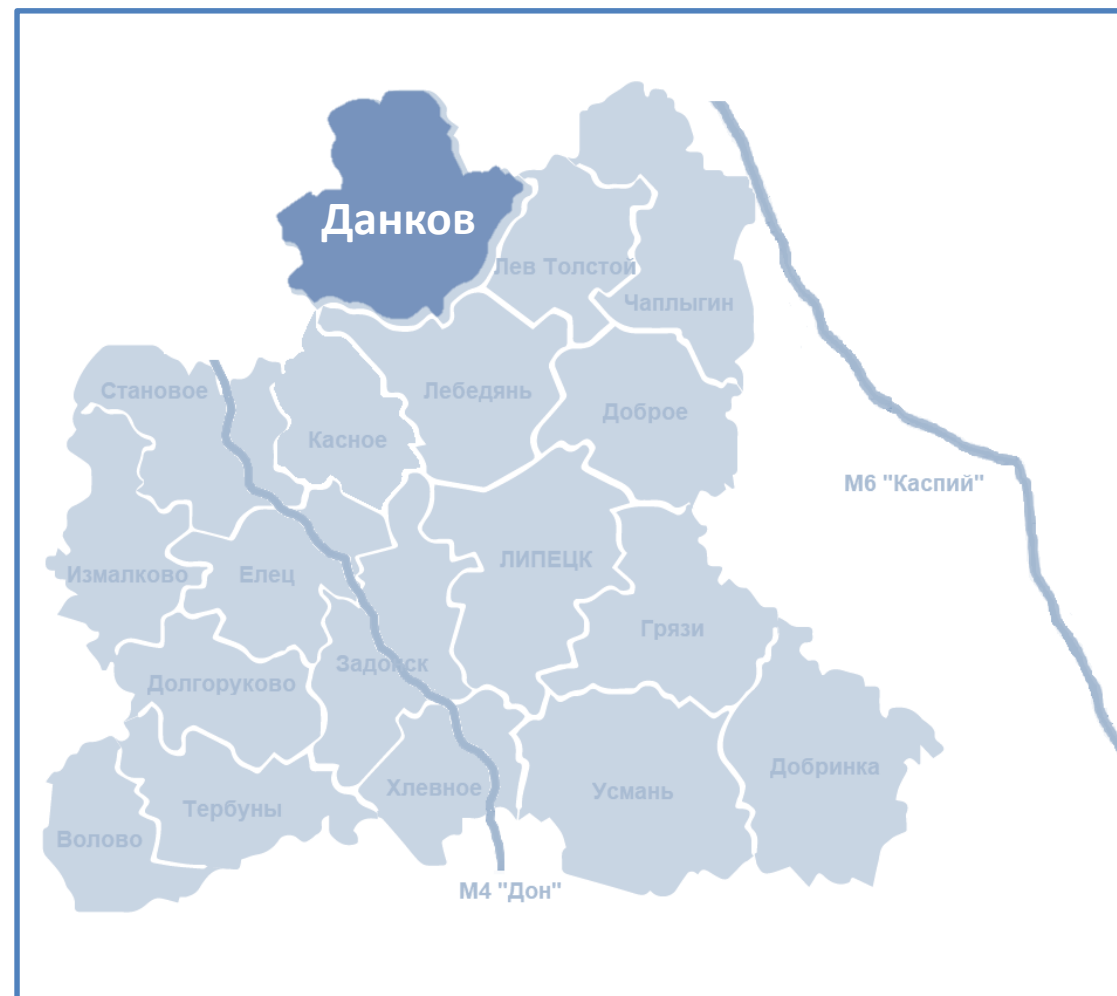 Данков
Лев Толстой
Чаплыгин
Становое
Лебедянь
Доброе
Касное
М6 "Каспий"
Измалково
Елец
ЛИПЕЦК
Грязи
Задокск
Долгоруково
Хлевное
Усмань
Добринка
Тербуны
Волово
М4 "Дон"